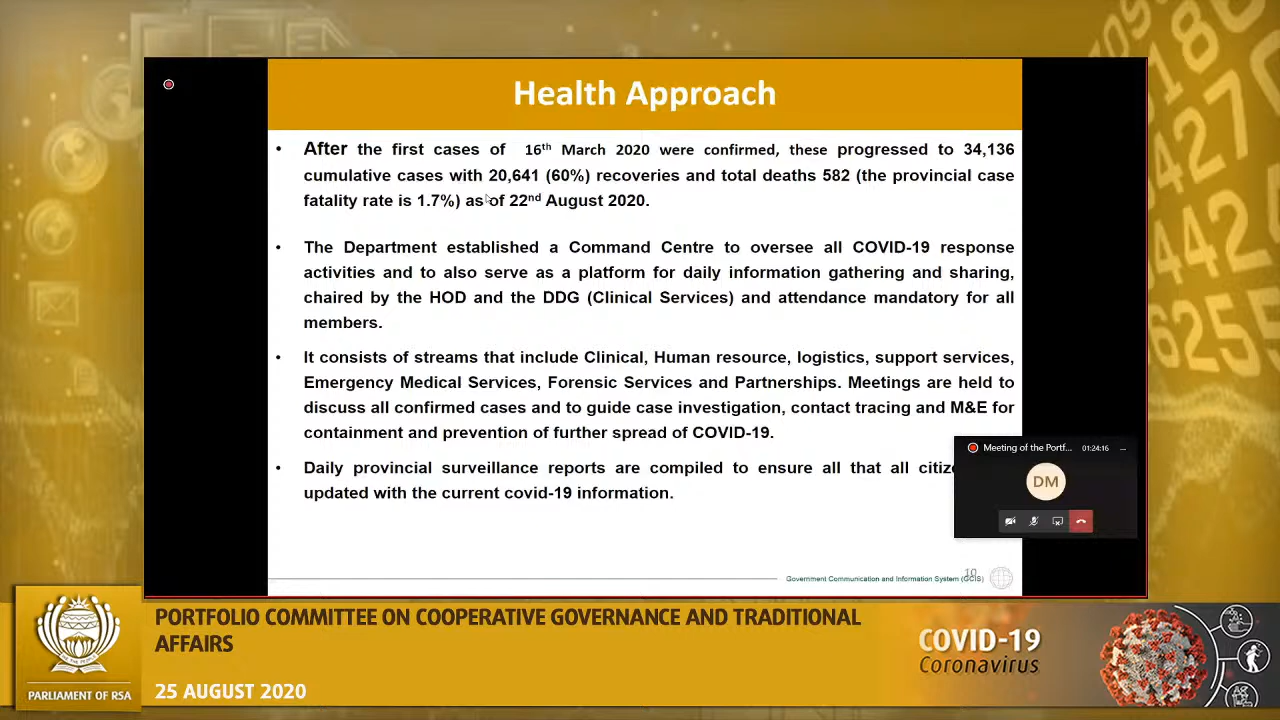 Health Approach
• After the first cases of 16th March 2020 were confirmed, these progressed to 34,136
cumulative cases with 20,641 (60%) recoveries and total deaths 582 (the provincial case
fatality rate is 1.7%) as of 22nd August 2020.
• The Department established a Command Centre to oversee all COVID-19 response
activities and to also serve as a platform for daily information gathering and sharing,
chaired by the HOD and the DDG (Clinical Services) and attendance mandatory for all
members.
• It consists of streams that include Clinical, Human resource, logistics, support services,
Emergency Medical Services, Forensic Services and Partnerships. Meetings are held to
discuss all confirmed cases and to guide case investigation, contact tracing and M&E for
containment and prevention of further spread of COVID-19.
• Daily provincial surveillance reports are compiled to ensure all that all
updated with the current covid-19 information.
Meeting of the Portf... 01:24:16 ...
DM
Government Communication and Information System (GCIS)
10
PORTFOLIO COMMITTEE ON COOPERATIVE GOVERNANCE AND TRADITIONAL
AFFAIRS
25 AUGUST 2020
PARLIAMENT OF RSA
COVID-19
Coronavirus